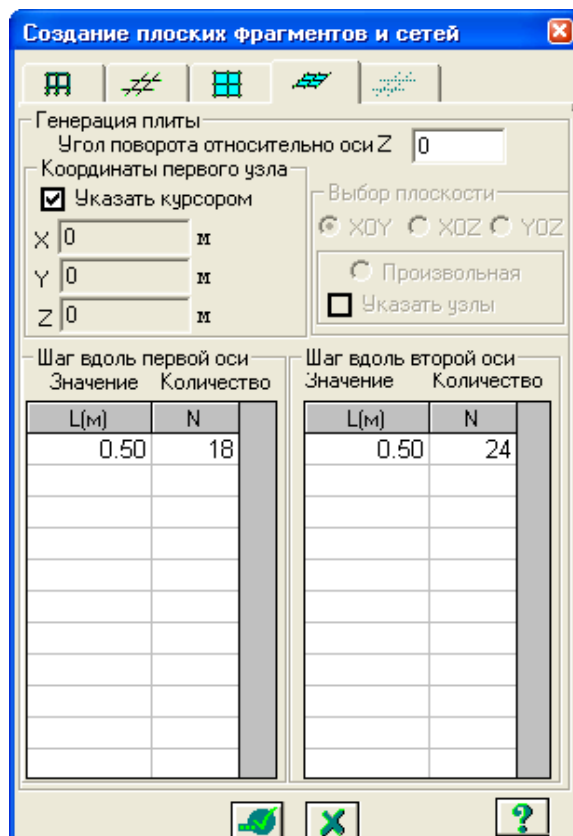 Создание плоских фрагментов и сетей
Генерация плиты
Угол поворота относительно оси Z 0
Координаты первого узла
Указать курсором
X 0 м
Y 0 м
Z 0 м
Выбор плоскости
XOY XOZ YOZ
Произвольная
Указать узлы
Шаг вдоль первой оси
Значение Количество
L(м) N
0.50 18
Шаг вдоль второй оси
Значение Количество
L(м) N
0.50 24
?